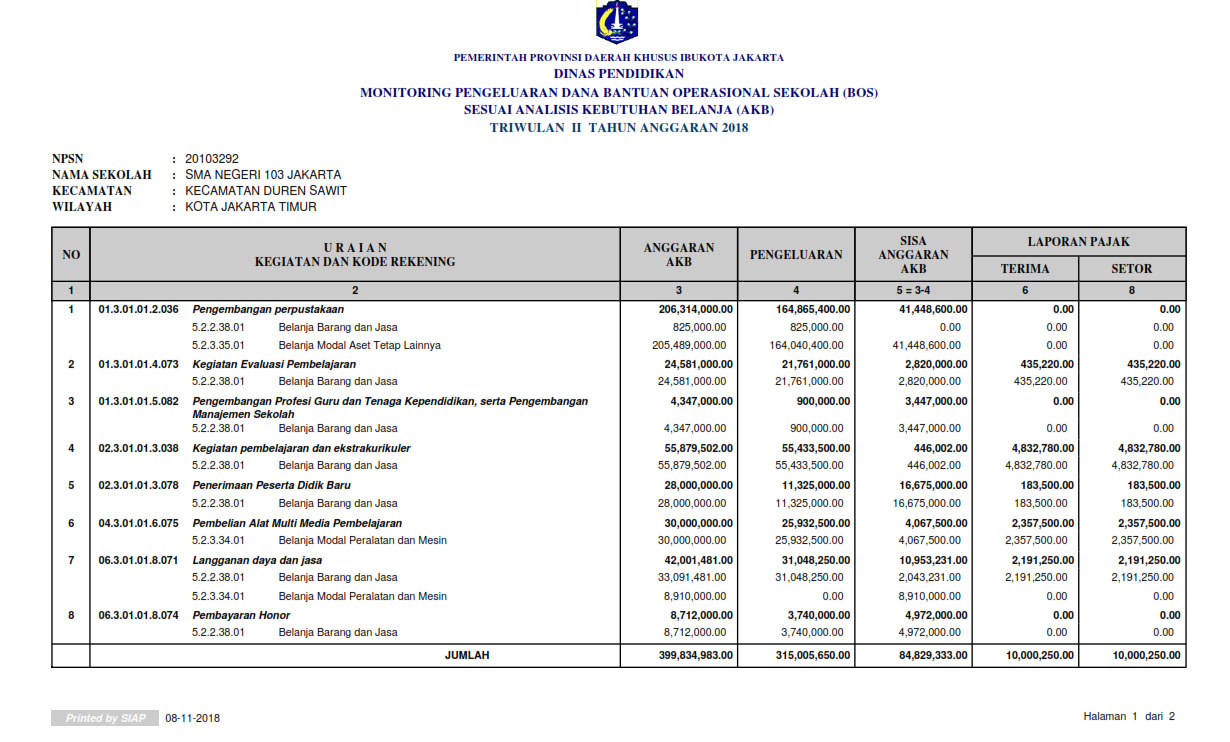 PEMERINTAH PROVINSI DAERAH KHUSUS IBUKOTA JAKARTA
DINAS PENDIDIKAN
MONITORING PENGELUARAN DANA BANTUAN OPERASIONAL SEKOLAH (BOS)
SESUAI ANALISIS KEBUTUHAN BELANJA (AKB)
TRIWULAN II TAHUN ANGGARAN 2018
NPSN : 20103292
NAMA SEKOLAH : SMA NEGERI 103 JAKARTA
KECAMATAN : KECAMATAN DUREN SAWIT
WILAYAH : KOTA JAKARTA TIMUR
NO U R A I A N KEGIATAN DAN KODE REKENING ANGGARAN AKB PENGELUARAN SISA ANGGARAN AKB LAPORAN PAJAK
TERIMA SETOR
1 2 3 4 5 = 3-4 6 8
1 01.3.01.01.2.036 Pengembangan perpustakaan 206,314,000.00 164,865,400.00 41,448,600.00 0.00 0.00
5.2.2.38.01 Belanja Barang dan Jasa 825,000.00 825,000.00 0.00 0.00 0.00
5.2.3.35.01 Belanja Modal Aset Tetap Lainnya 205,489,000.00 164,040,400.00 41,448,600.00 0.00 0.00
2 01.3.01.01.4.073 Kegiatan Evaluasi Pembelajaran 24,581,000.00 21,761,000.00 2,820,000.00 435,220.00 435,220.00
5.2.2.38.01 Belanja Barang dan Jasa 24,581,000.00 21,761,000.00 2,820,000.00 435,220.00 435,220.00
3 01.3.01.01.5.082 Pengembangan Profesi Guru dan Tenaga Kependidikan, serta Pengembangan 4,347,000.00 900,000.00 3,447,000.00 0.00 0.00
Manajemen Sekolah
5.2.2.38.01 Belanja Barang dan Jasa 4,347,000.00 900,000.00 3,447,000.00 0.00 0.00
4 02.3.01.01.3.038 Kegiatan pembelajaran dan ekstrakurikuler 55,879,502.00 55,433,500.00 446,002.00 4,832,780.00 4,832,780.00
5.2.2.38.01 Belanja Barang dan Jasa 55,879,502.00 55,433,500.00 446,002.00 4,832,780.00 4,832,780.00
5 02.3.01.01.3.078 Penerimaan Peserta Didik Baru 28,000,000.00 11,325,000.00 16,675,000.00 183,500.00 183,500.00
5.2.2.38.01 Belanja Barang dan Jasa 28,000,000.00 11,325,000.00 16,675,000.00 183,500.00 183,500.00
6 04.3.01.01.6.075 Pembelian Alat Multi Media Pembelajaran 30,000,000.00 25,932,500.00 4,067,500.00 2,357,500.00 2,357,500.00
5.2.3.34.01 Belanja Modal Peralatan dan Mesin 30,000,000.00 25,932,500.00 4,067,500.00 2,357,500.00 2,357,500.00
7 06.3.01.01.8.071 Langganan daya dan jasa 42,001,481.00 31,048,250.00 10,953,231.00 2,191,250.00 2,191,250.00
5.2.2.38.01 Belanja Barang dan Jasa 33,091,481.00 31,048,250.00 2,043,231.00 2,191,250.00 2,191,250.00
5.2.3.34.01 Belanja Modal Peralatan dan Mesin 8,910,000.00 0.00 8,910,000.00 0.00 0.00
8 06.3.01.01.8.074 Pembayaran Honor 8,712,000.00 3,740,000.00 4,972,000.00 0.00 0.00
5.2.2.38.01 Belanja Barang dan Jasa 8,712,000.00 3,740,000.00 4,972,000.00 0.00 0.00
JUMLAH 399,834,983.00 315,005,650.00 84,829,333.00 10,000,250.00 10,000,250.00
Printed by SIAP 08-11-2018 Halaman 1 dari 2